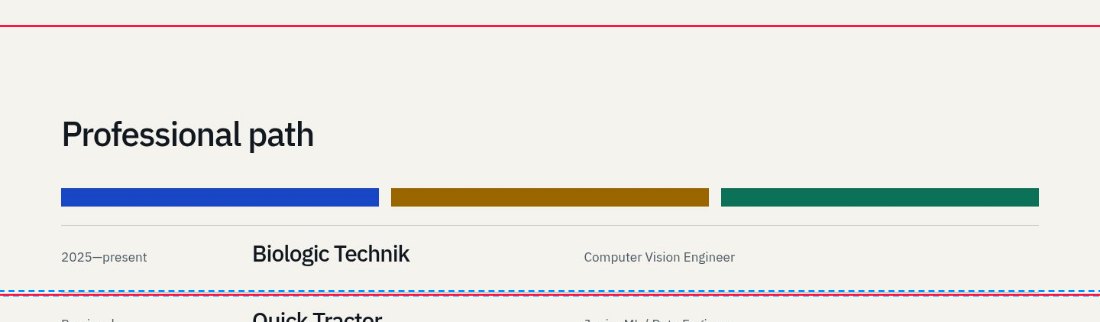 Professional path
2025—present
Biologic Technik
Computer Vision Engineer
Quick Tractor